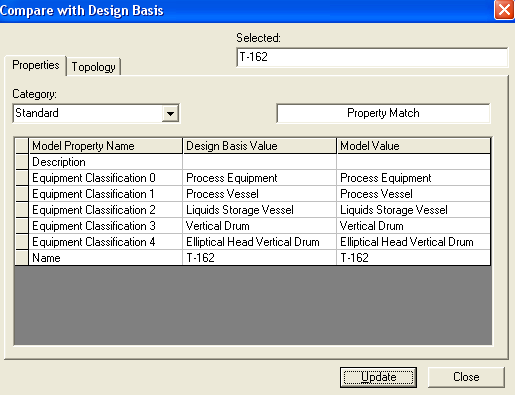 Compare with Design Basis
Selected:
T-162
Properties Topology
Category:
Standard Property Match
Model Property Name Design Basis Value Model Value
Description
Equipment Classification 0 Process Equipment Process Equipment
Equipment Classification 1 Process Vessel Process Vessel
Equipment Classification 2 Liquids Storage Vessel Liquids Storage Vessel
Equipment Classification 3 Vertical Drum Vertical Drum
Equipment Classification 4 Elliptical Head Vertical Drum Elliptical Head Vertical Drum
Name T-162 T-162
Update Close